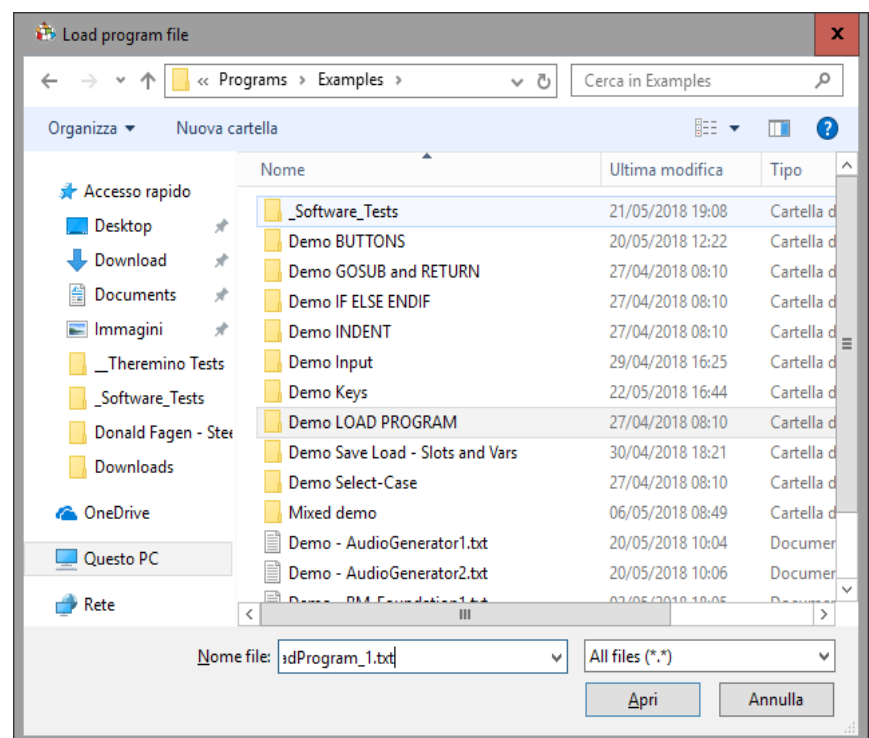 Load program file
x
« Programs › Examples ›
Cerca in Examples
Organizza
Nuova cartella
?
Nome
Ultima modifica
Tipo
Accesso rapido
Desktop
Download
Documents
Immagini
__Theremino Tests
_Software_Tests
Donald Fagen - Stee
Downloads
OneDrive
Questo PC
Rete
_Software_Tests 21/05/2018 19:08 Cartella d
Demo BUTTONS 20/05/2018 12:22 Cartella d
Demo GOSUB and RETURN 27/04/2018 08:10 Cartella d
Demo IF ELSE ENDIF 27/04/2018 08:10 Cartella d
Demo INDENT 27/04/2018 08:10 Cartella d
Demo Input 29/04/2018 16:25 Cartella d
Demo Keys 22/05/2018 16:44 Cartella d
Demo LOAD PROGRAM 27/04/2018 08:10 Cartella d
Demo Save Load - Slots and Vars 30/04/2018 18:21 Cartella d
Demo Select-Case 27/04/2018 08:10 Cartella d
Mixed demo 06/05/2018 08:49 Cartella d
Demo - AudioGenerator1.txt 20/05/2018 10:04 Documer
Demo - AudioGenerator2.txt 20/05/2018 10:06 Documer
Nome file:
adProgram_1.txt
All files (*.*)
Apri
Annulla